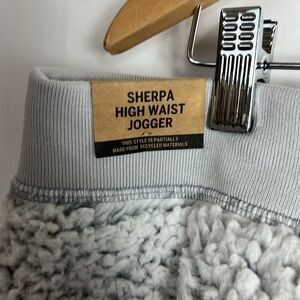 SHERPA
HIGH WAIST
JOGGER
THIS STYLE IS PARTIALLY
MADE FROM RECYCLED MATERIALS